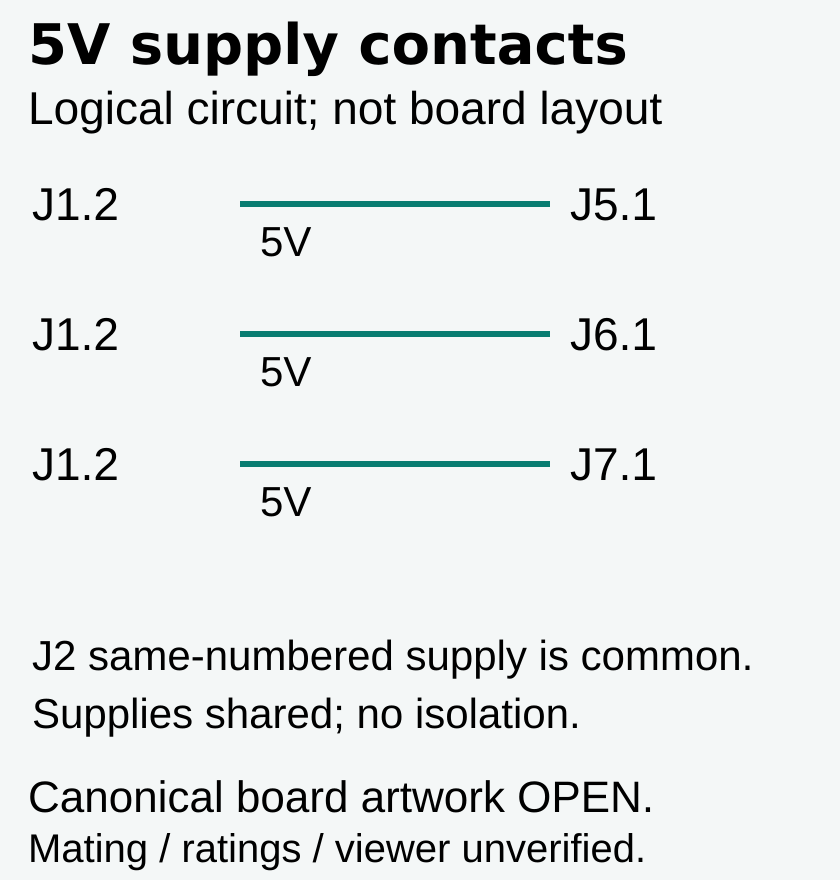 5V supply contacts
Logical circuit; not board layout
J1.2 J5.1
5V
J1.2 J6.1
5V
J1.2 J7.1
5V
J2 same-numbered supply is common.
Supplies shared; no isolation.
Canonical board artwork OPEN.
Mating / ratings / viewer unverified.